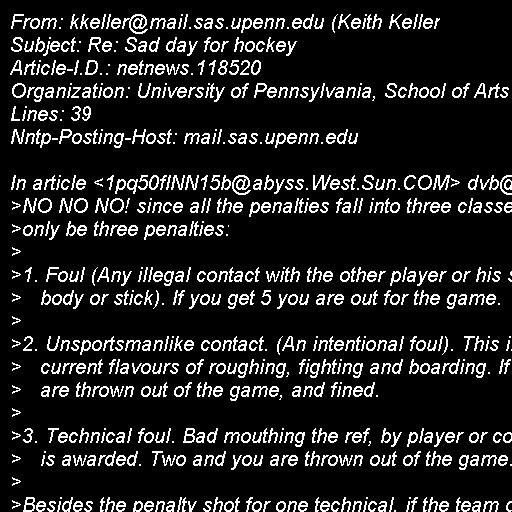 From: kkeller@mail.sas.upenn.edu (Keith Keller
Subject: Re: Sad day for hockey
Article-I.D.: netnews.118520
Organization: University of Pennsylvania, School of Arts
Lines: 39
Nntp-Posting-Host: mail.sas.upenn.edu

In article <1pq50fINN15b@abyss.West.Sun.COM> dvb@
>NO NO NO! since all the penalties fall into three classe
>only be three penalties:
>
>1. Foul (Any illegal contact with the other player or his s
>   body or stick). If you get 5 you are out for the game.
>
>2. Unsportsmanlike contact. (An intentional foul). This i
>   current flavours of roughing, fighting and boarding. If
>   are thrown out of the game, and fined.
>
>3. Technical foul. Bad mouthing the ref, by player or co
>   is awarded. Two and you are thrown out of the game.
>
>Besides the penalty shot for one technical, if the team